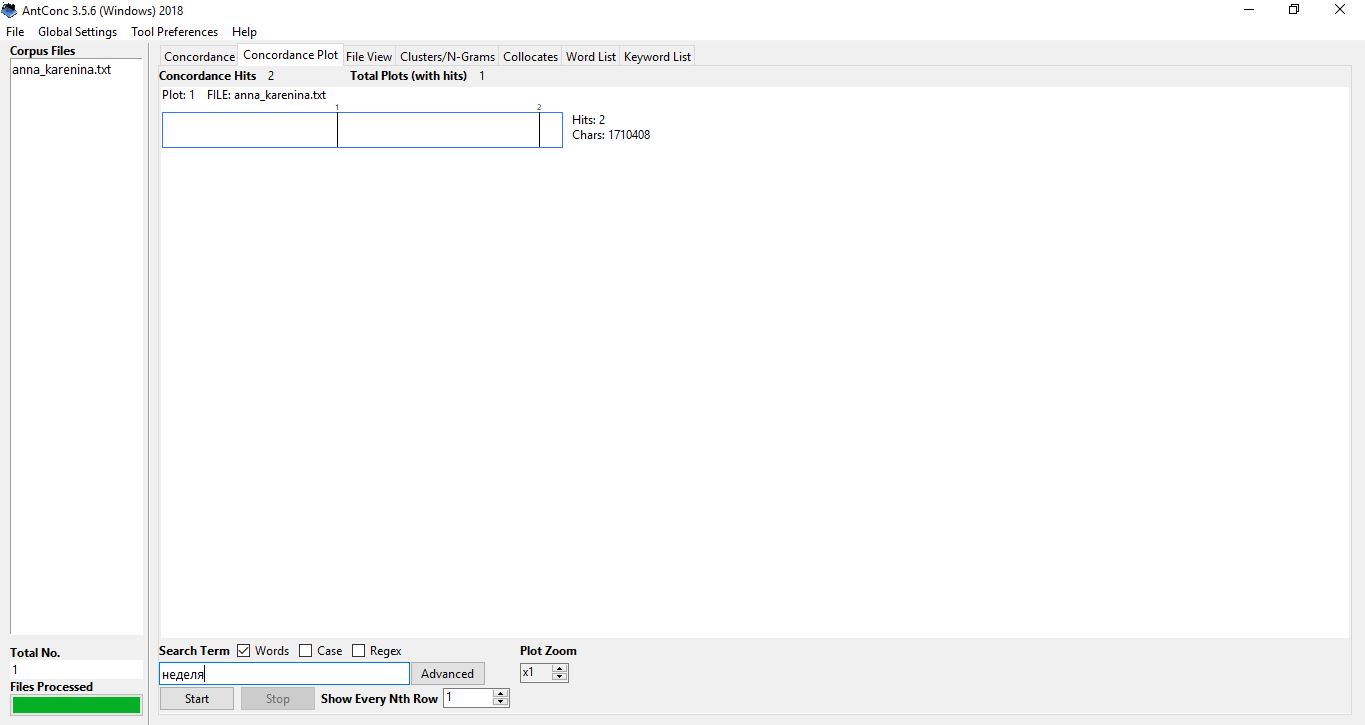 AntConc 3.5.6 (Windows) 2018
File Global Settings Tool Preferences Help
Corpus Files
anna_karenina.txt
Concordance Concordance Plot File View Clusters/N-Grams Collocates Word List Keyword List
Concordance Hits 2 Total Plots (with hits) 1
Plot: 1 FILE: anna_karenina.txt
1 2
Hits: 2
Chars: 1710408
Total No.
1
Files Processed
Search Term Words Case Regex Plot Zoom
неделя Advanced x1
Start Stop Show Every Nth Row 1